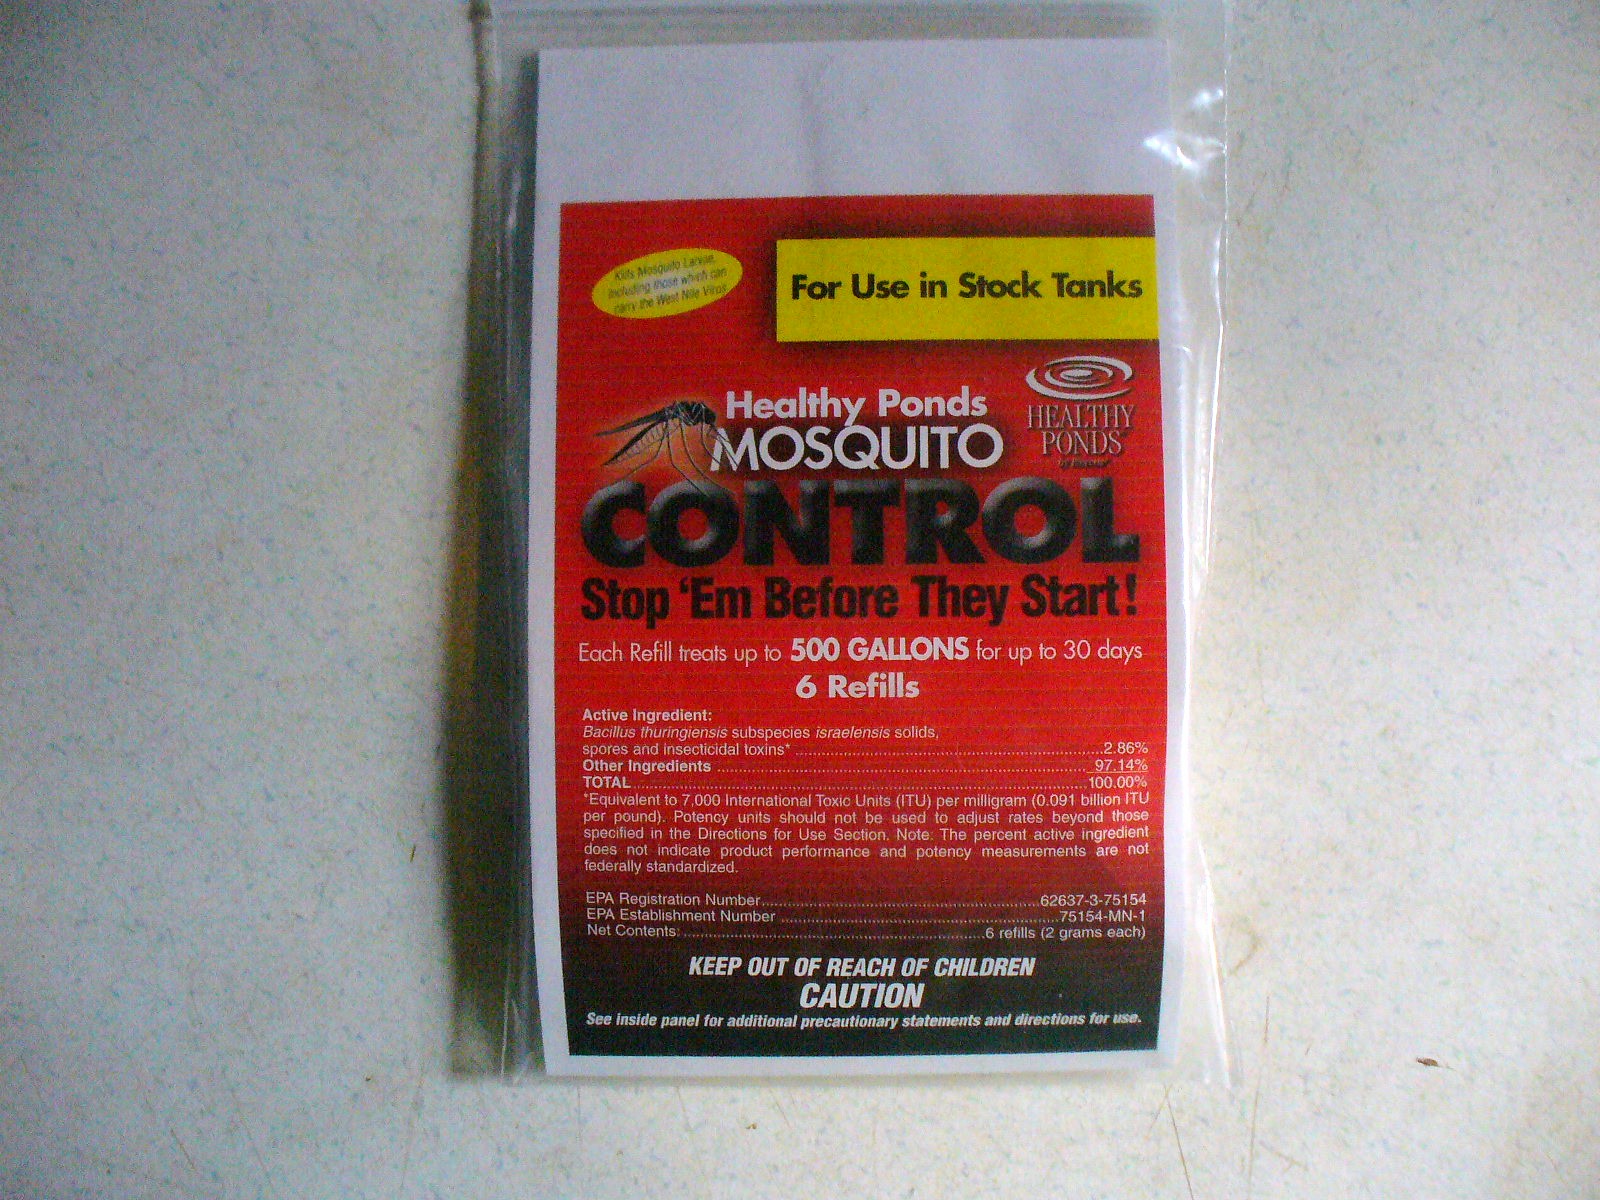 Kills Mosquito Larvae,
including those which can
carry the West Nile Virus
For Use in Stock Tanks
Healthy Ponds
MOSQUITO
HEALTHY
PONDS
CONTROL
Stop ‘Em Before They Start!
Each Refill treats up to 500 GALLONS for up to 30 days
6 Refills
Active Ingredient:
Bacillus thuringiensis subspecies israelensis solids,
spores and insecticidal toxins* 2.86%
Other Ingredients 97.14%
TOTAL 100.00%
*Equivalent to 7,000 International Toxic Units (ITU) per milligram (0.091 billion ITU
per pound). Potency units should not be used to adjust rates beyond those
specified in the Directions for Use Section. Note: The percent active ingredient
does not indicate product performance and potency measurements are not
federally standardized.
EPA Registration Number 62637-3-75154
EPA Establishment Number 75154-MN-1
Net Contents: 6 refills (2 grams each)
KEEP OUT OF REACH OF CHILDREN
CAUTION
See inside panel for additional precautionary statements and directions for use.